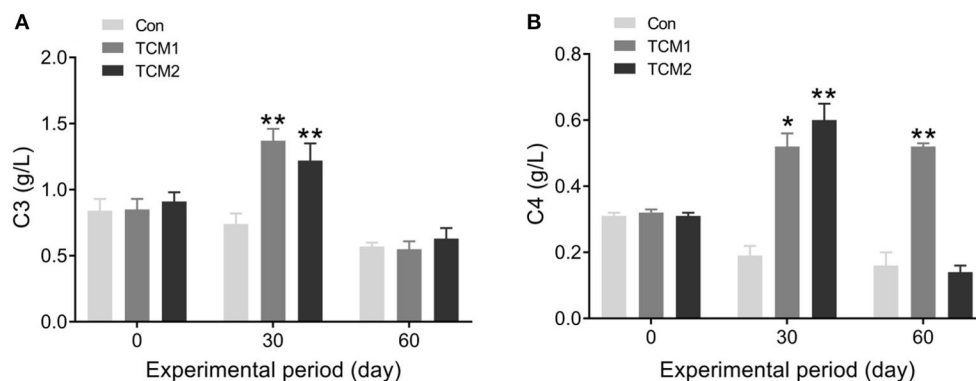 A
Con
TCM1
TCM2
C3 (g/L)
2.0
1.5
1.0
0.5
0.0
** **
0 30 60
Experimental period (day)
B
Con
TCM1
TCM2
C4 (g/L)
0.8
0.6
0.4
0.2
0.0
* ** **
0 30 60
Experimental period (day)